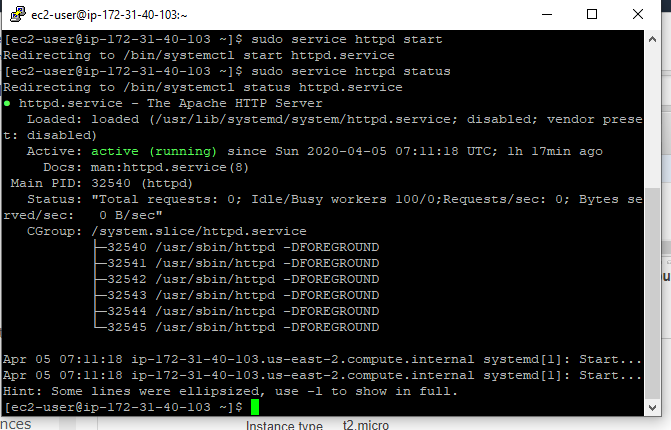 ec2-user@ip-172-31-40-103:~
[ec2-user@ip-172-31-40-103 ~]$ sudo service httpd start
Redirecting to /bin/systemctl start httpd.service
[ec2-user@ip-172-31-40-103 ~]$ sudo service httpd status
Redirecting to /bin/systemctl status httpd.service
● httpd.service - The Apache HTTP Server
   Loaded: loaded (/usr/lib/systemd/system/httpd.service; disabled; vendor prese
t: disabled)
   Active: active (running) since Sun 2020-04-05 07:11:18 UTC; 1h 17min ago
     Docs: man:httpd.service(8)
 Main PID: 32540 (httpd)
   Status: "Total requests: 0; Idle/Busy workers 100/0;Requests/sec: 0; Bytes se
rved/sec:   0 B/sec"
   CGroup: /system.slice/httpd.service
           ├─32540 /usr/sbin/httpd -DFOREGROUND
           ├─32541 /usr/sbin/httpd -DFOREGROUND
           ├─32542 /usr/sbin/httpd -DFOREGROUND
           ├─32543 /usr/sbin/httpd -DFOREGROUND
           ├─32544 /usr/sbin/httpd -DFOREGROUND
           └─32545 /usr/sbin/httpd -DFOREGROUND

Apr 05 07:11:18 ip-172-31-40-103.us-east-2.compute.internal systemd[1]: Start...
Apr 05 07:11:18 ip-172-31-40-103.us-east-2.compute.internal systemd[1]: Start...
Hint: Some lines were ellipsized, use -l to show in full.
[ec2-user@ip-172-31-40-103 ~]$
nces Instance type t2.micro